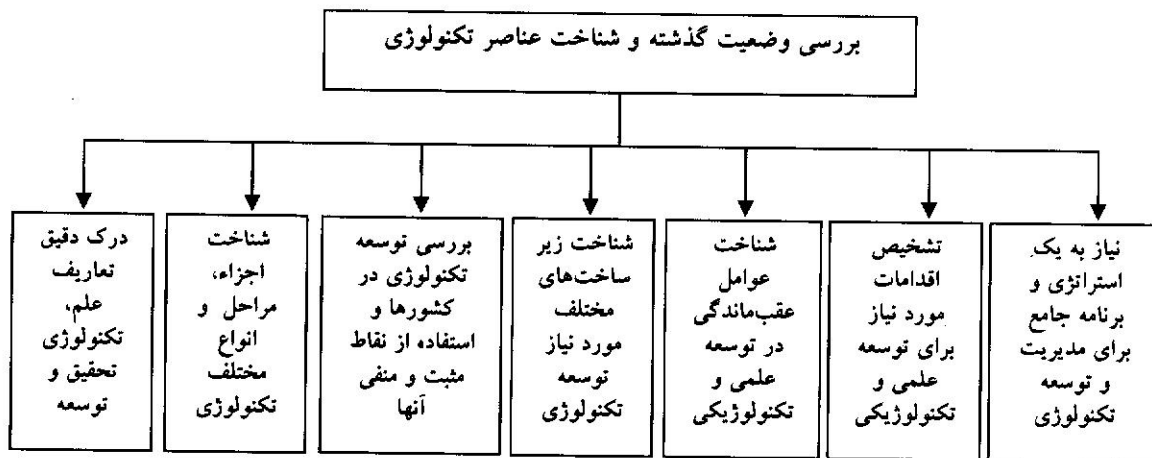 بررسی وضعیت گذشته و شناخت عناصر تکنولوژی
نیاز به یک
استراتژی و
برنامه جامع
برای مدیریت
و توسعه
تکنولوژی
تشخیص
اقدامات
مورد نیاز
برای توسعه
علمی و
تکنولوژیکی
شناخت
عوامل
عقب‌ماندگی
در توسعه
علمی و
تکنولوژیکی
شناخت زیر
ساخت‌های
مختلف
مورد نیاز
توسعه
تکنولوژی
بررسی توسعه
تکنولوژی در
کشورها و
استفاده از نقاط
مثبت و منفی
آنها
شناخت
اجزاء،
مراحل و
انواع
مختلف
تکنولوژی
درک دقیق
تعاریف
علم،
تکنولوژی
تحقیق و
توسعه